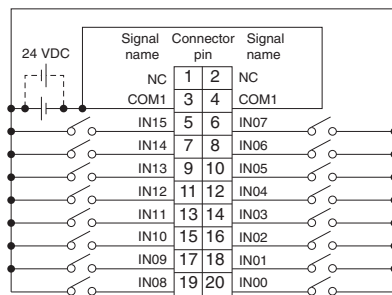 Signal name Connector pin Signal name
24 VDC
NC 1 2 NC
COM1 3 4 COM1
IN15 5 6 IN07
IN14 7 8 IN06
IN13 9 10 IN05
IN12 11 12 IN04
IN11 13 14 IN03
IN10 15 16 IN02
IN09 17 18 IN01
IN08 19 20 IN00